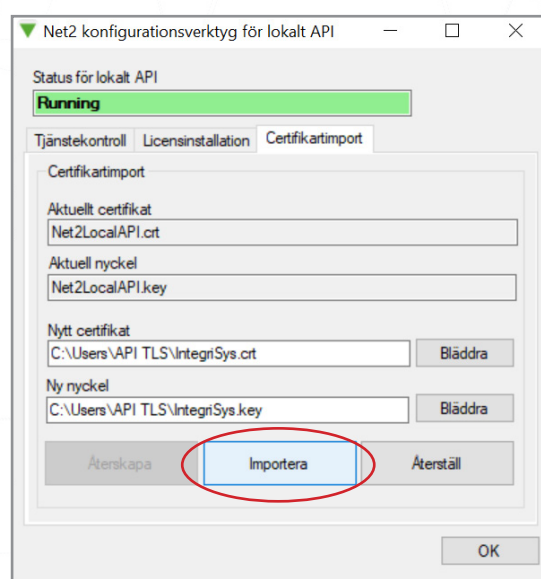 Net2 konfigurationsverktyg för lokalt API
Status för lokalt API
Running
Tjänstekontroll Licensinstallation Certifikartimport
Certifikartimport
Aktuellt certifikat
Net2LocalAPI.crt
Aktuell nyckel
Net2LocalAPI.key
Nytt certifikat
C:\Users\API TLS\IntegriSys.crt Bläddra
Ny nyckel
C:\Users\API TLS\IntegriSys.key Bläddra
Återskapa Importera Återställ
OK